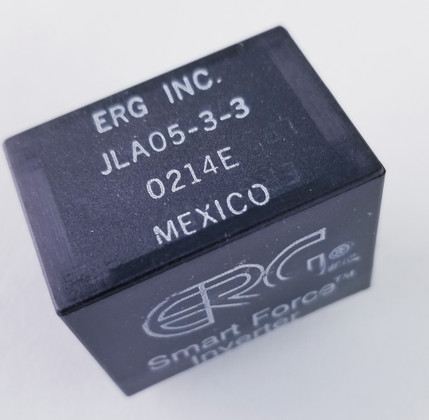 ERG INC.
JLA05-3-3
0214E
MEXICO
ERG ®
Smart Force™
Inverter